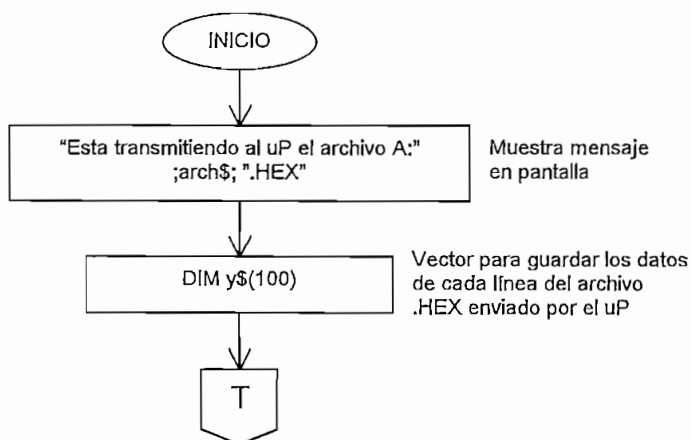 INICIO
"Esta transmitiendo al uP el archivo A:"
;arch$; ".HEX"
Muestra mensaje
en pantalla
DIM y$(100)
Vector para guardar los datos
de cada línea del archivo
.HEX enviado por el uP
T